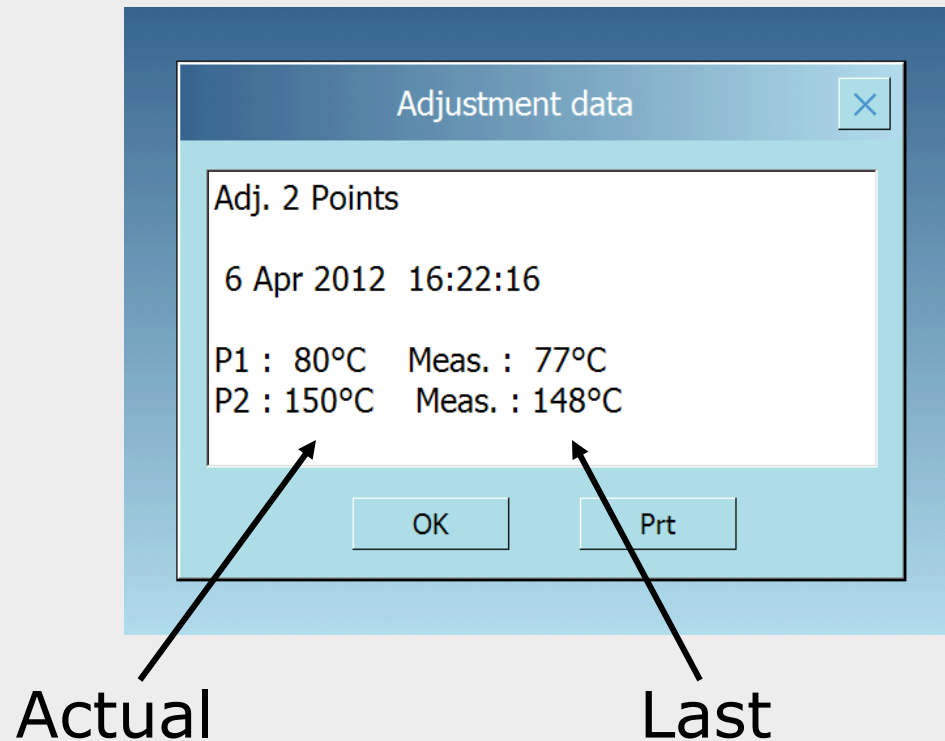 Adjustment data
Adj. 2 Points
6 Apr 2012 16:22:16
P1 : 80°C Meas. : 77°C
P2 : 150°C Meas. : 148°C
OK Prt
Actual Last